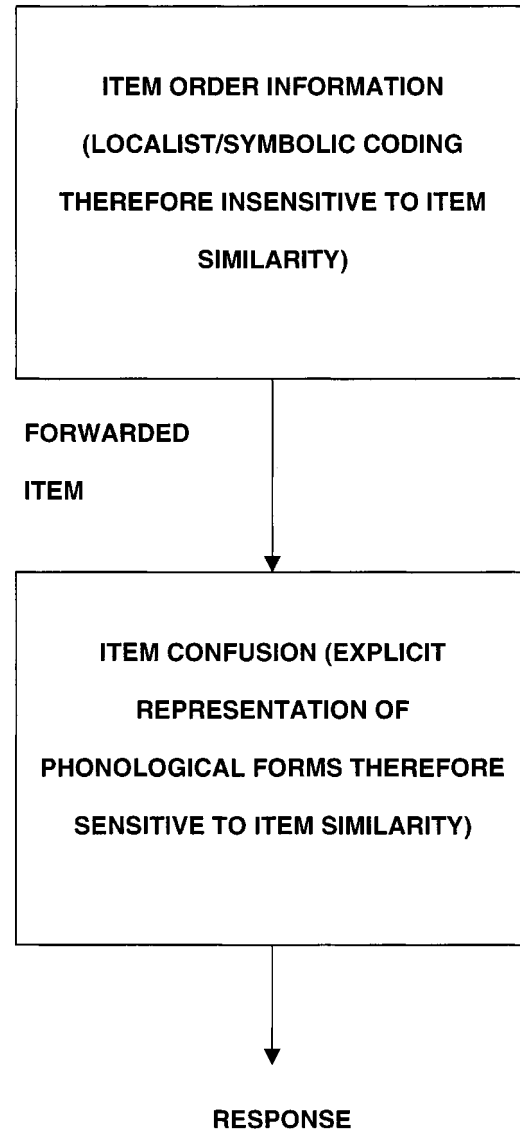 ITEM ORDER INFORMATION
(LOCALIST/SYMBOLIC CODING
THEREFORE INSENSITIVE TO ITEM
SIMILARITY)
FORWARDED
ITEM
ITEM CONFUSION (EXPLICIT
REPRESENTATION OF
PHONOLOGICAL FORMS THEREFORE
SENSITIVE TO ITEM SIMILARITY)
RESPONSE